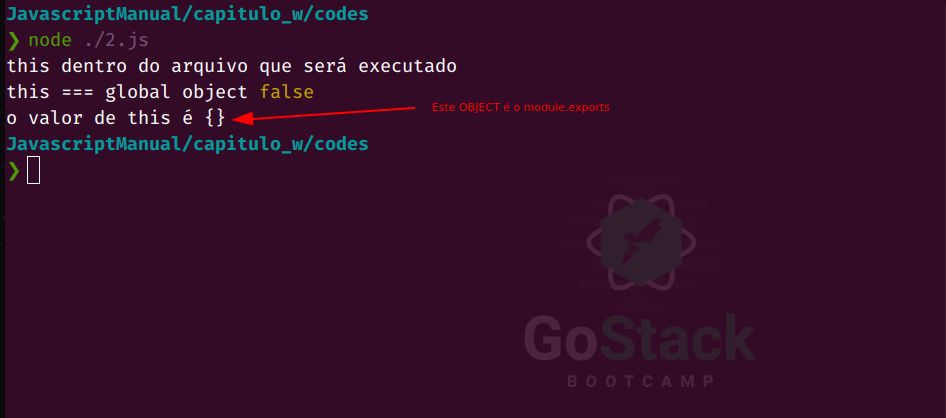 JavascriptManual/capitulo_w/codes
❯ node ./2.js
this dentro do arquivo que será executado
this === global object false
o valor de this é {}
Este OBJECT é o module.exports
JavascriptManual/capitulo_w/codes
❯
GoStack
BOOTCAMP